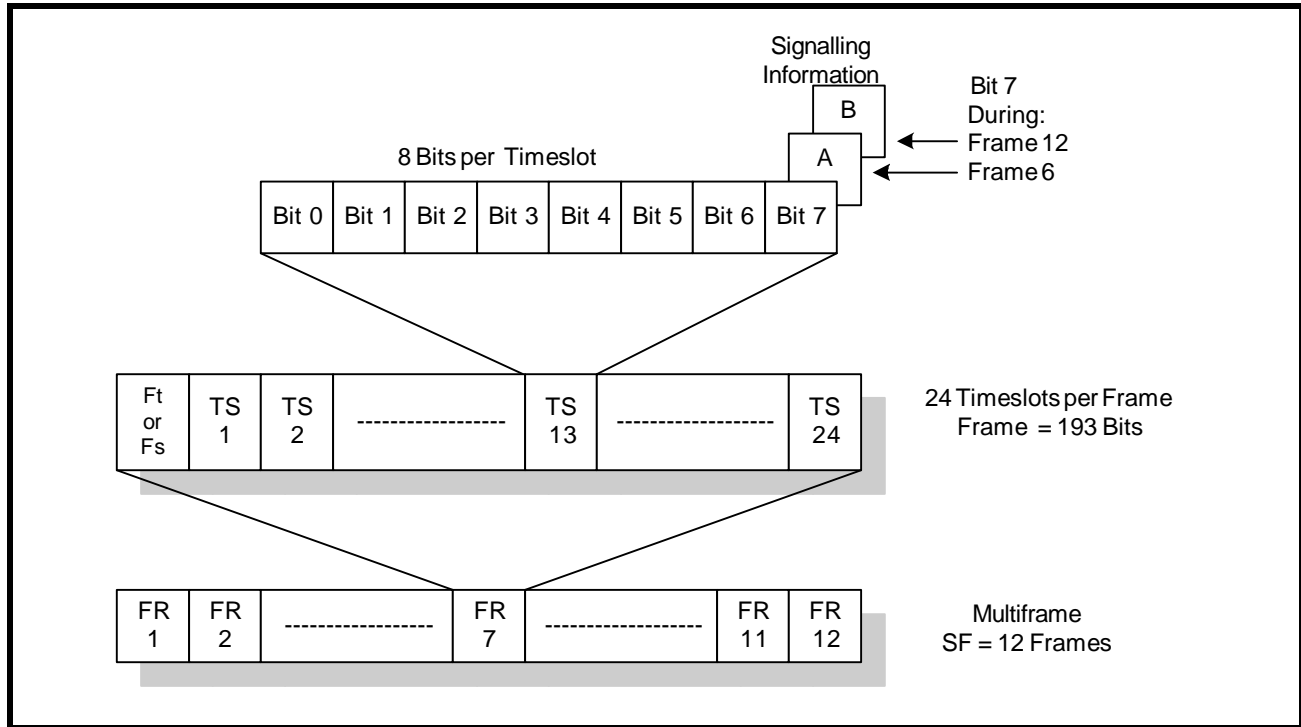 Signalling
Information
B
A
Bit 7
During:
Frame 12
Frame 6
8 Bits per Timeslot
Bit 0 Bit 1 Bit 2 Bit 3 Bit 4 Bit 5 Bit 6 Bit 7
Ft
or
Fs
TS
1
TS
2
TS
13
TS
24
24 Timeslots per Frame
Frame = 193 Bits
FR
1
FR
2
FR
7
FR
11
FR
12
Multiframe
SF = 12 Frames